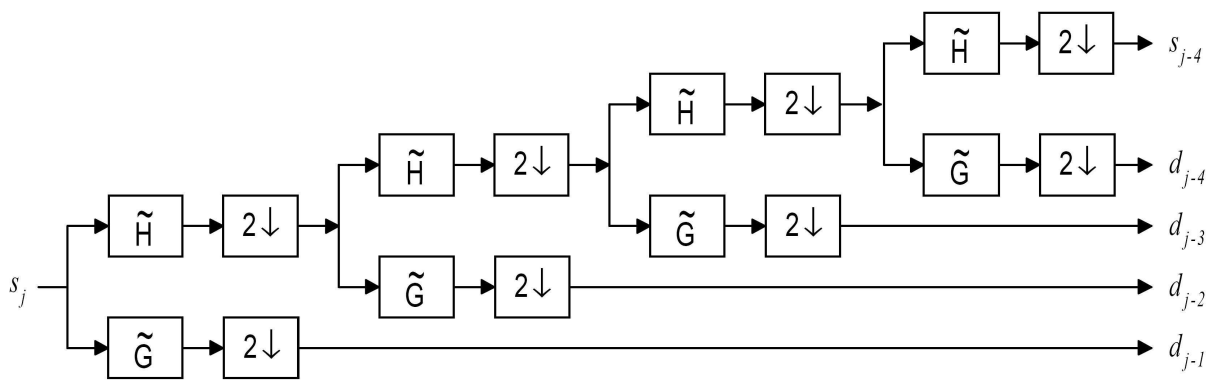 H̃ 2↓ s_{j-4}
H̃ 2↓
H̃ 2↓ G̃ 2↓ d_{j-4}
H̃ 2↓ G̃ 2↓ d_{j-3}
s_j G̃ 2↓ d_{j-2}
G̃ 2↓ d_{j-1}